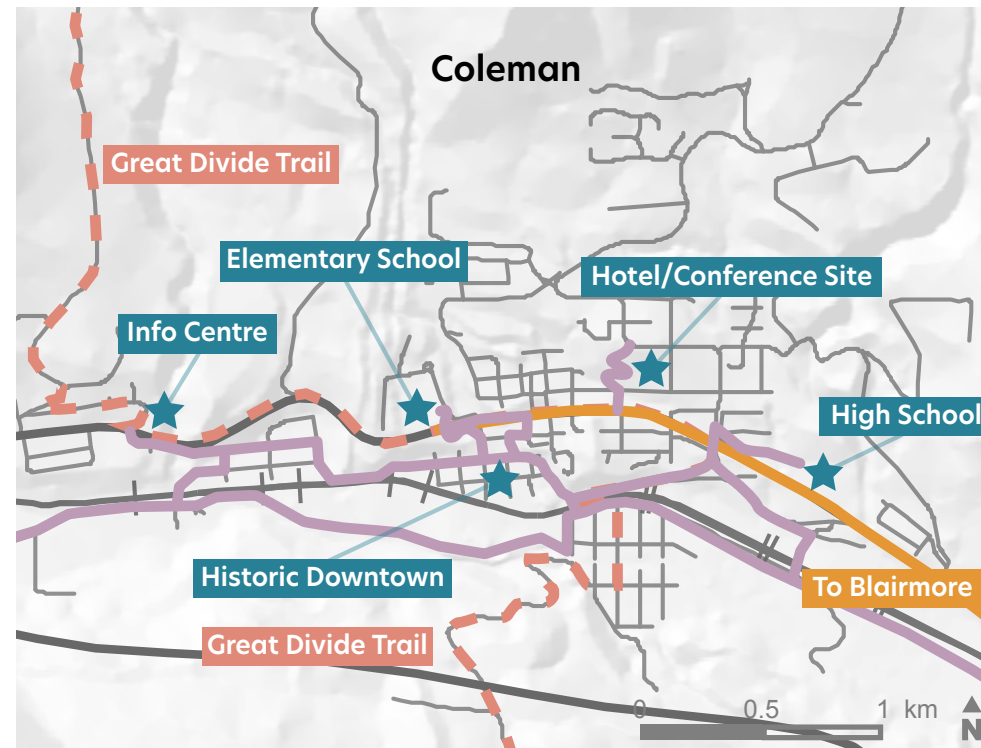 Coleman
Great Divide Trail
Elementary School
Hotel/Conference Site
Info Centre
High School
Historic Downtown
To Blairmore
Great Divide Trail
0 0.5 1 km
N